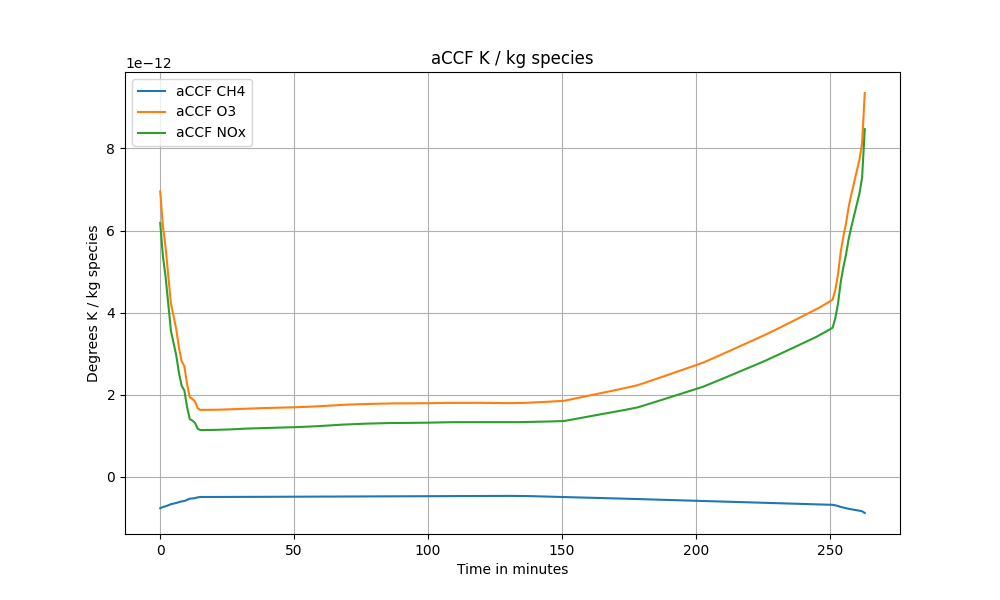 aCCF K / kg species
1e−12
aCCF CH4
aCCF O3
aCCF NOx
Degrees K / kg species
8
6
4
2
0
0 50 100 150 200 250
Time in minutes